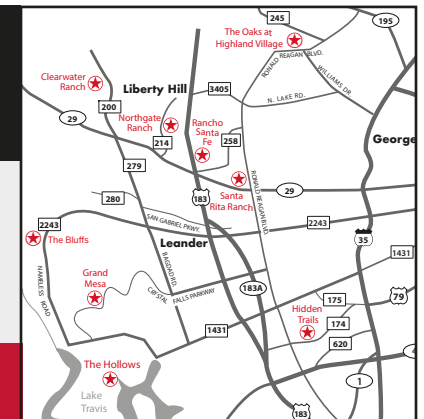 245
195
The Oaks at
Highland Village
RONALD REAGAN BLVD.
WILLIAMS DR.
Clearwater
Ranch
Liberty Hill
3405
N. LAKE RD.
200
29
Northgate
Ranch
Rancho
Santa
Fe
214
258
George
279
RONALD REAGAN BLVD.
280
183
Santa
Rita Ranch
29
SAN GABRIEL PKWY.
2243
2243
The Bluffs
Leander
35
1431
NAMELESS ROAD
BAGDAD RD.
Grand
Mesa
CRYSTAL FALLS PARKWAY
183A
175
79
Hidden
Trails
174
1431
620
The Hollows
Lake
Travis
1
183